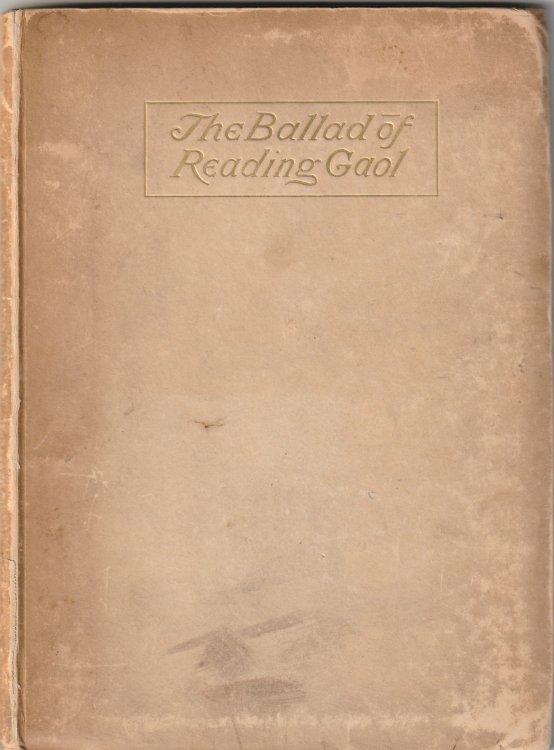 The Ballad of
Reading Gaol